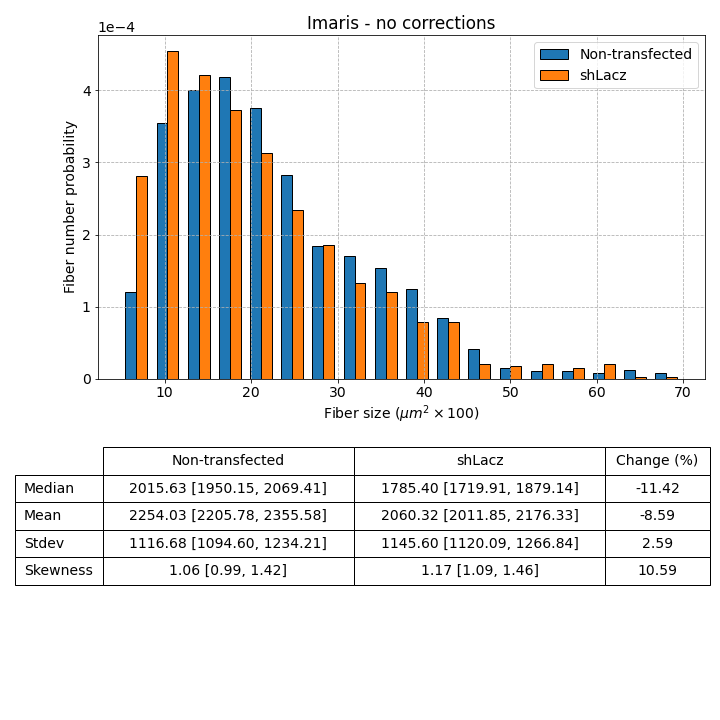 Imaris - no corrections
1e−4
Non-transfected
shLacz
4
3
2
1
0
Fiber number probability
10 20 30 40 50 60 70
Fiber size (μm² × 100)
Non-transfected shLacz Change (%)
Median 2015.63 [1950.15, 2069.41] 1785.40 [1719.91, 1879.14] -11.42
Mean 2254.03 [2205.78, 2355.58] 2060.32 [2011.85, 2176.33] -8.59
Stdev 1116.68 [1094.60, 1234.21] 1145.60 [1120.09, 1266.84] 2.59
Skewness 1.06 [0.99, 1.42] 1.17 [1.09, 1.46] 10.59